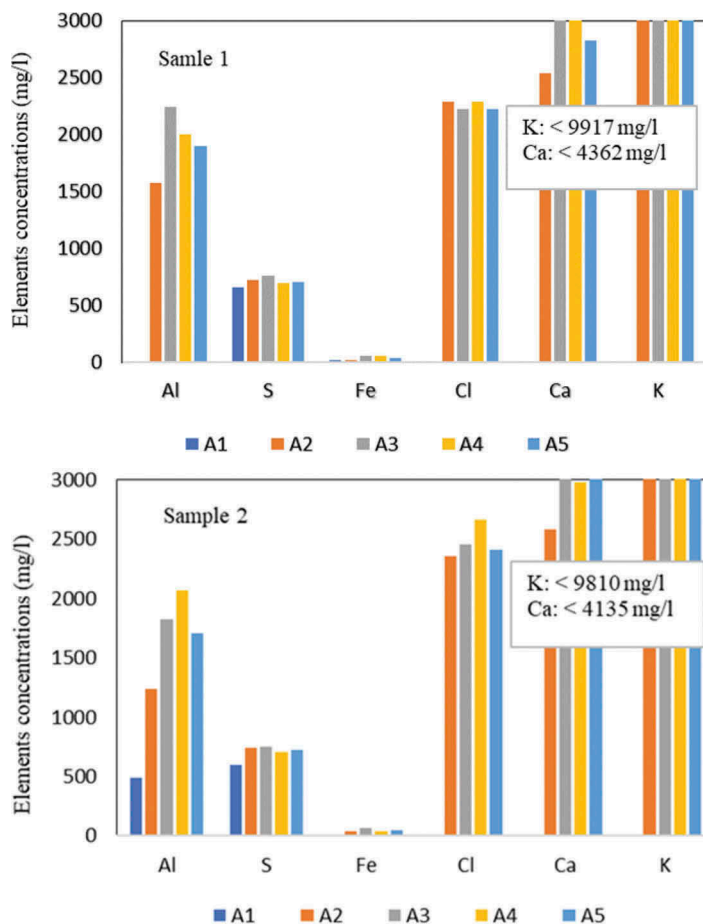 Elements concentrations (mg/l)
3000
2500
2000
1500
1000
500
0
Samle 1
K: < 9917 mg/l
Ca: < 4362 mg/l
Al S Fe Cl Ca K
A1 A2 A3 A4 A5
Elements concentrations (mg/l)
3000
2500
2000
1500
1000
500
0
Sample 2
K: < 9810 mg/l
Ca: < 4135 mg/l
Al S Fe Cl Ca K
A1 A2 A3 A4 A5